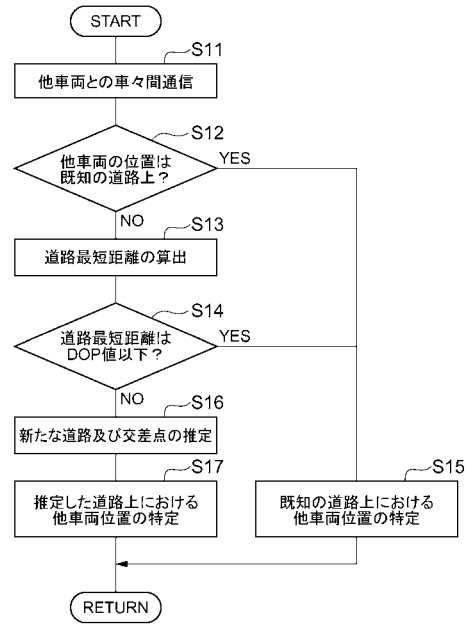 START
S11
他車両との車々間通信
S12
他車両の位置は
既知の道路上？
YES
NO
S13
道路最短距離の算出
S14
道路最短距離は
DOP値以下？
YES
NO
S16
新たな道路及び交差点の推定
S17
推定した道路上における
他車両位置の特定
S15
既知の道路上における
他車両位置の特定
RETURN